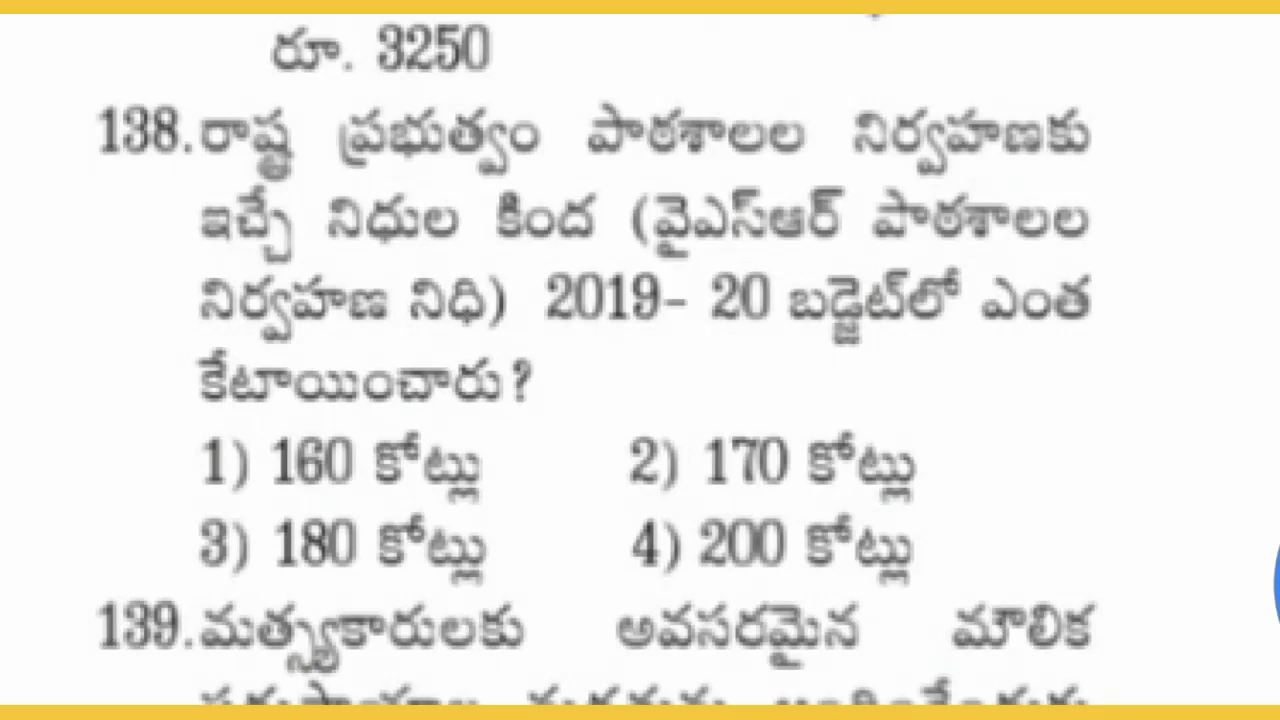 రూ. 3250
138. రాష్ట్ర ప్రభుత్వం పాఠశాలల నిర్వహణకు
ఇచ్చే నిధుల కింద (వైఎస్ఆర్ పాఠశాలల
నిర్వహణ నిధి) 2019- 20 బడ్జెట్‌లో ఎంత
కేటాయించారు?
1) 160 కోట్లు 2) 170 కోట్లు
3) 180 కోట్లు 4) 200 కోట్లు
139. మత్స్యకారులకు అవసరమైన మౌలిక